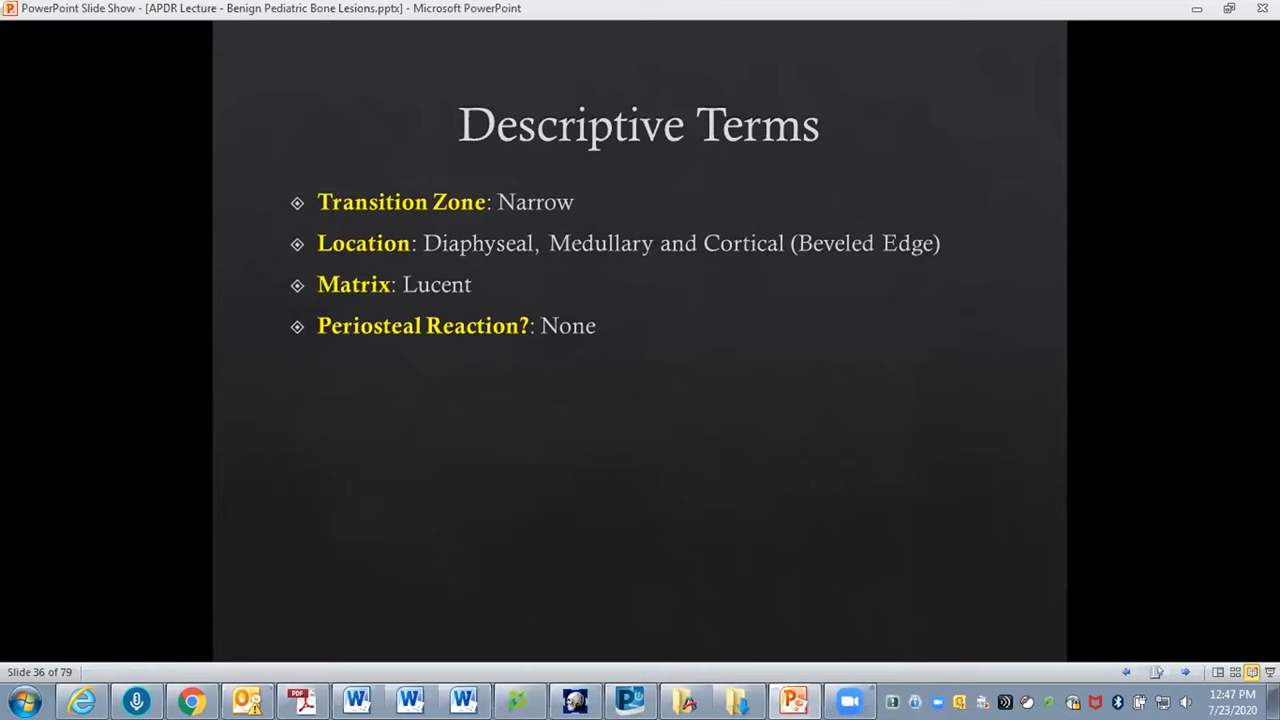 PowerPoint Slide Show - [APDR Lecture - Benign Pediatric Bone Lesions.pptx] - Microsoft PowerPoint
Descriptive Terms
Transition Zone: Narrow
Location: Diaphyseal, Medullary and Cortical (Beveled Edge)
Matrix: Lucent
Periosteal Reaction?: None
Slide 36 of 79
12:47 PM
7/23/2020